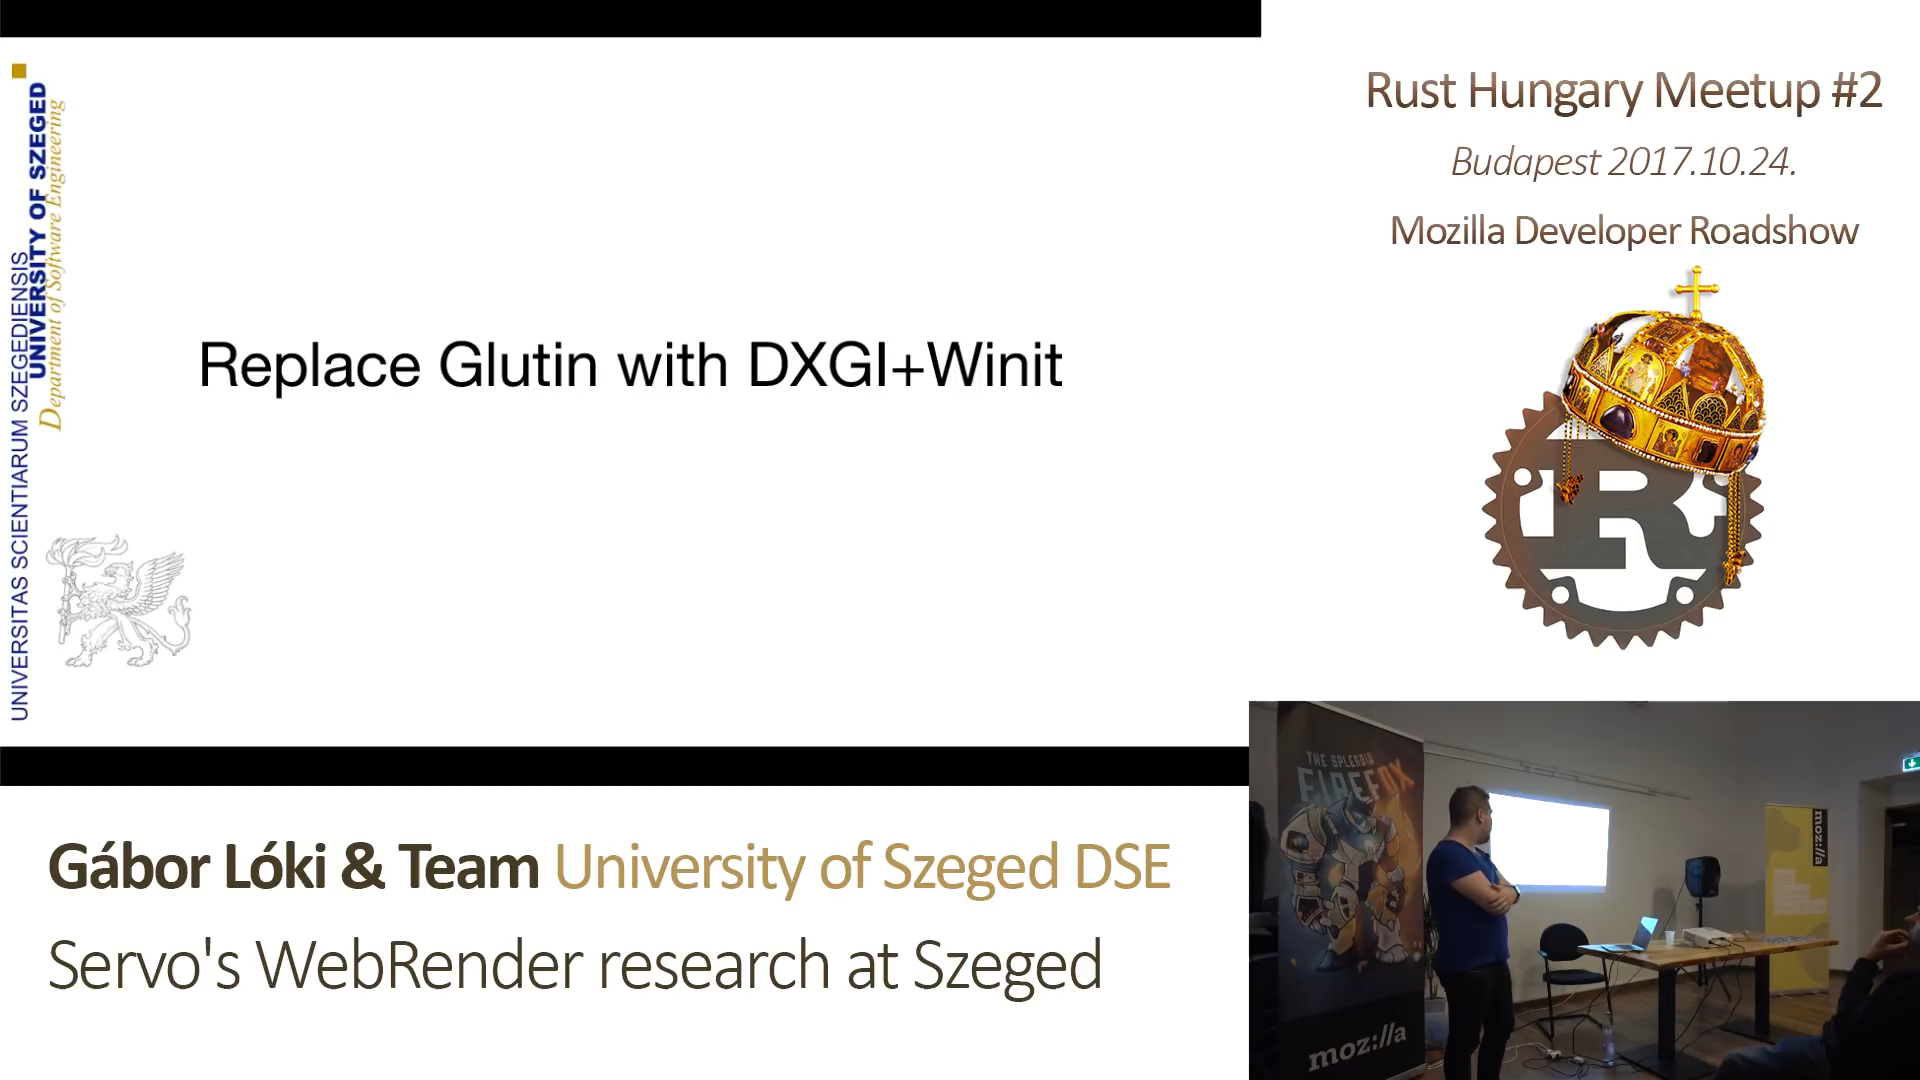 UNIVERSITAS SCIENTIARUM SZEGEDIENSIS
UNIVERSITY OF SZEGED
Department of Software Engineering
Replace Glutin with DXGI+Winit
Rust Hungary Meetup #2
Budapest 2017.10.24.
Mozilla Developer Roadshow
R
Gábor Lóki & Team University of Szeged DSE
Servo's WebRender research at Szeged
THE SPLENDID
FIREFOX
moz://a
moz://a